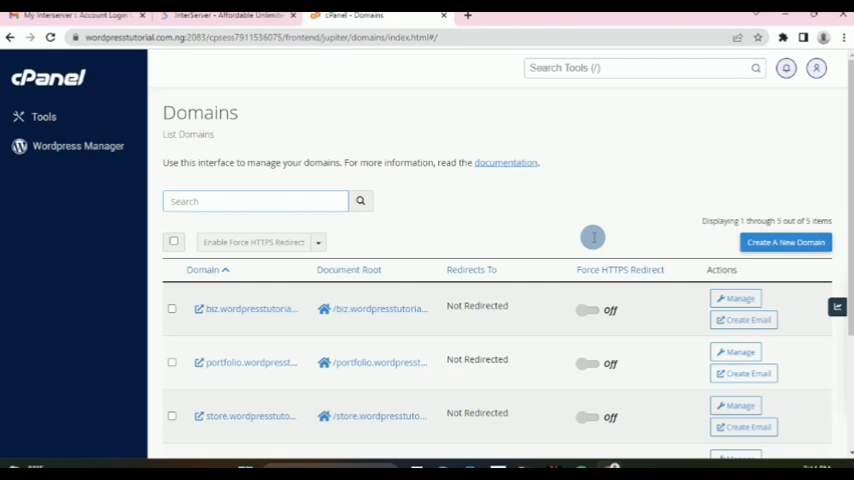 My Interserver's Account Login
InterServer - Affordable Unlimite
cPanel - Domains
wordpresstutorial.com.ng:2083/cpsess7911536075/frontend/jupiter/domains/index.html#/
cPanel
Search Tools (/)
Tools
Wordpress Manager
Domains
List Domains
Use this interface to manage your domains. For more information, read the documentation.
Search
Displaying 1 through 5 out of 5 items
Enable Force HTTPS Redirect
Create A New Domain
Domain Document Root Redirects To Force HTTPS Redirect Actions
biz.wordpresstutoria... /biz.wordpresstutoria... Not Redirected Off Manage
Create Email
portfolio.wordpresst... /portfolio.wordpresst... Not Redirected Off Manage
Create Email
store.wordpresstuto... /store.wordpresstuto... Not Redirected Off Manage
Create Email